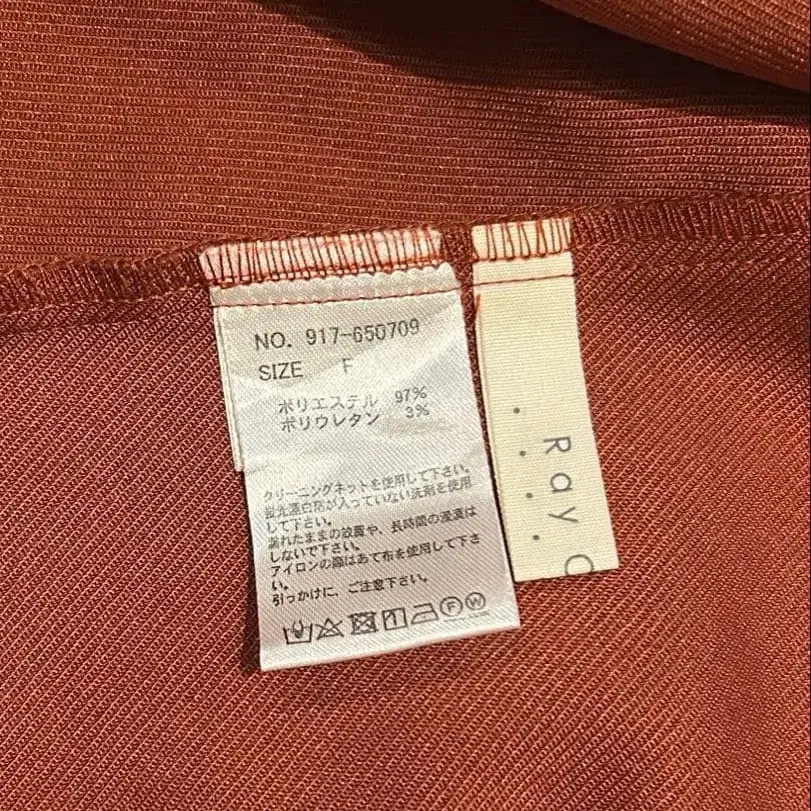 NO. 917-650709
SIZE F
ポリエステル 97%
ポリウレタン 3%
クリーニングネットを使用して下さい。
蛍光漂白剤が入っていない洗剤を使用
して下さい。
濡れたままの放置や、長時間の浸漬は
しないで下さい。
アイロンの際はあて布を使用して下さ
い。
引っかけに、ご注意下さい。
F W
Ray C